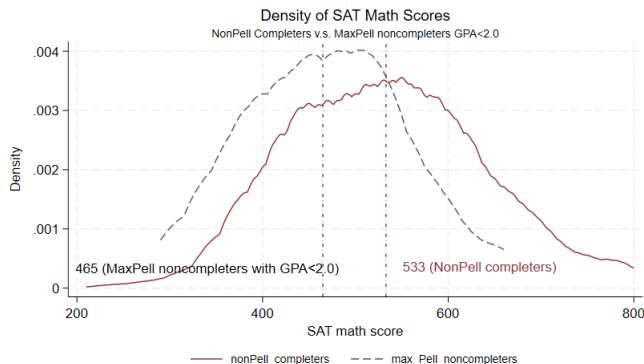 Density of SAT Math Scores
NonPell Completers v.s. MaxPell noncompleters GPA<2.0
.004
.003
.002
.001
0
Density
465 (MaxPell noncompleters with GPA<2.0)
533 (NonPell completers)
200
400
600
800
SAT math score
nonPell_completers
max_Pell_noncompleters